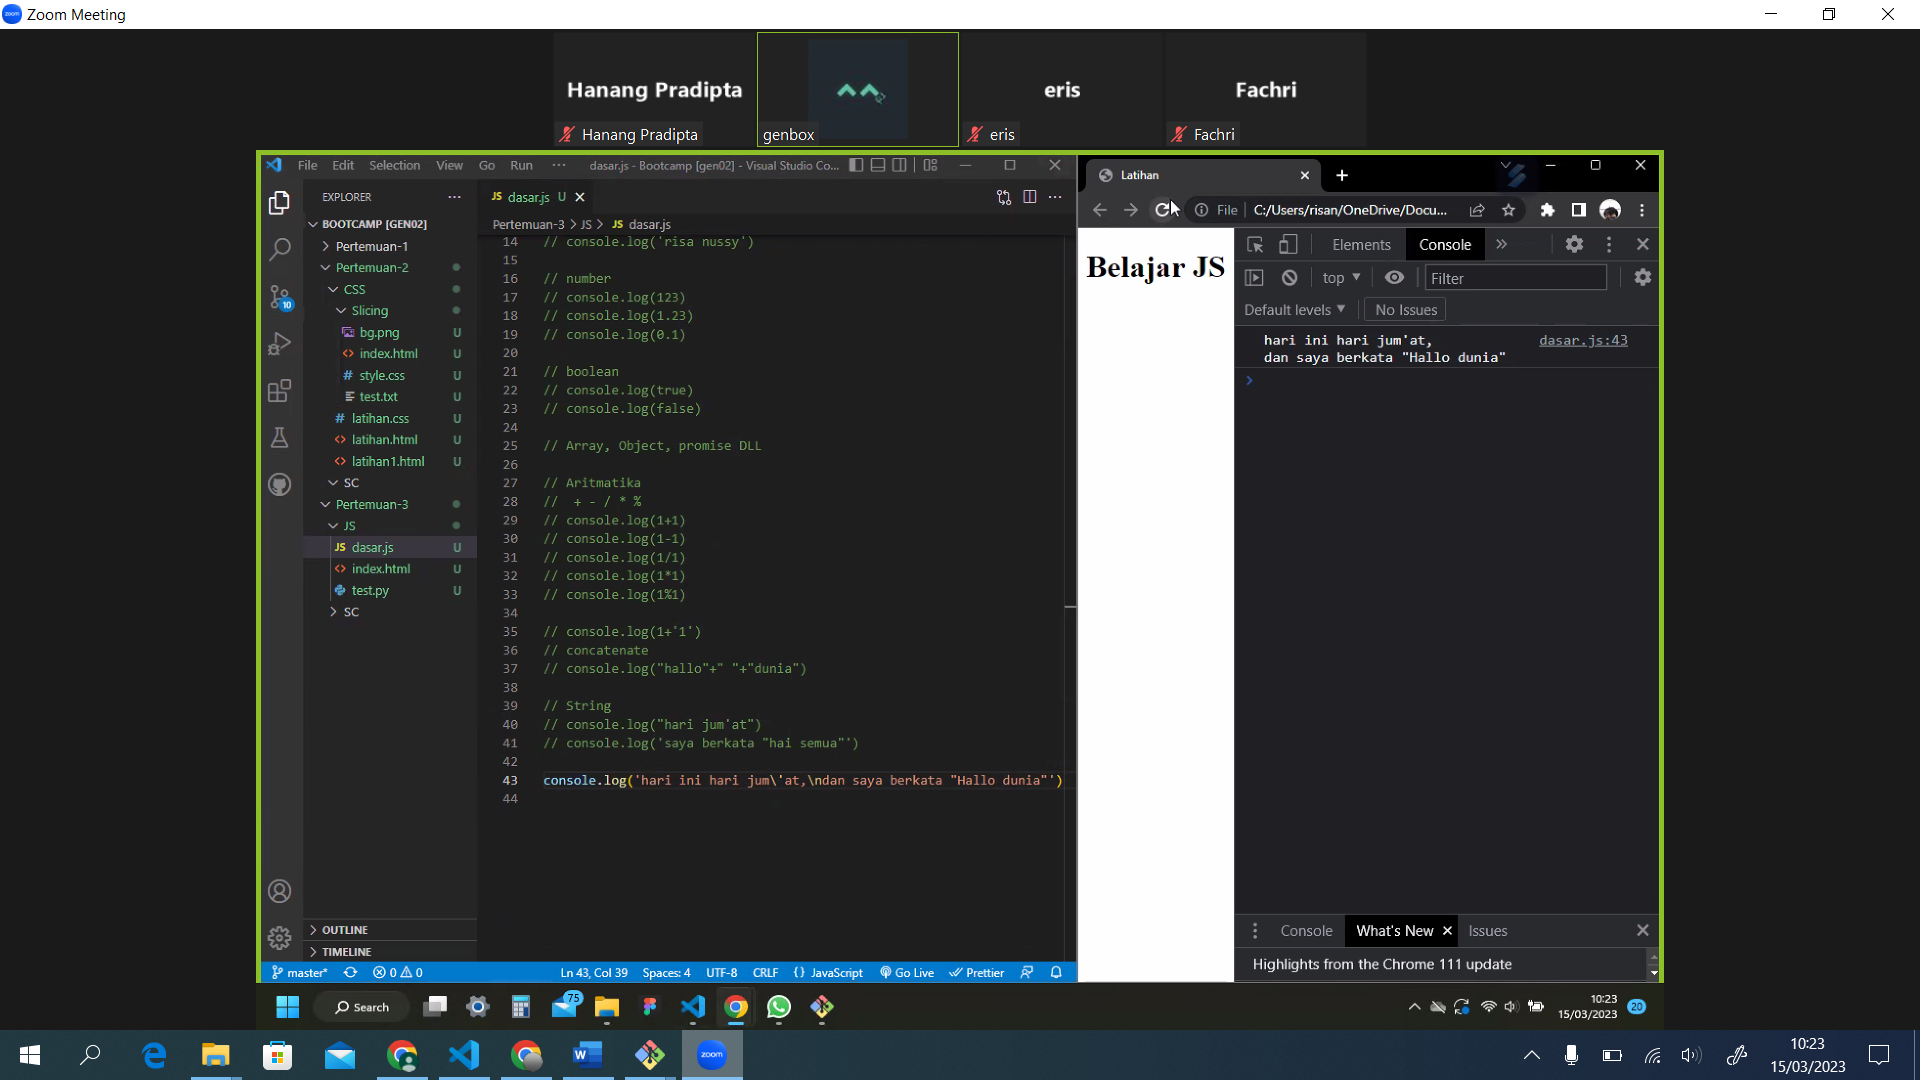 Zoom Meeting
Hanang Pradipta
eris
Fachri
Hanang Pradipta
genbox
eris
Fachri
File Edit Selection View Go Run ··· dasar.js - Bootcamp [gen02] - Visual Studio Co...
EXPLORER
BOOTCAMP [GEN02]
Pertemuan-1
Pertemuan-2
CSS
Slicing
bg.png U
index.html U
style.css U
test.txt U
latihan.css U
latihan.html U
latihan1.html U
SC
Pertemuan-3
JS
JS dasar.js U
index.html U
test.py U
SC
OUTLINE
TIMELINE
10
JS dasar.js U
Pertemuan-3 > JS > JS dasar.js
14 // console.log('risa nussy')
15
16 // number
17 // console.log(123)
18 // console.log(1.23)
19 // console.log(0.1)
20
21 // boolean
22 // console.log(true)
23 // console.log(false)
24
25 // Array, Object, promise DLL
26
27 // Aritmatika
28 // + - / * %
29 // console.log(1+1)
30 // console.log(1-1)
31 // console.log(1/1)
32 // console.log(1*1)
33 // console.log(1%1)
34
35 // console.log(1+'1')
36 // concatenate
37 // console.log("hallo"+" "+"dunia")
38
39 // String
40 // console.log("hari jum'at")
41 // console.log('saya berkata "hai semua"')
42
43 console.log('hari ini hari jum\'at,\ndan saya berkata "Hallo dunia"')
44
master* 0 0 Ln 43, Col 39 Spaces: 4 UTF-8 CRLF {} JavaScript Go Live Prettier
Latihan
File C:/Users/risan/OneDrive/Docu...
Belajar JS
Elements Console
top Filter
Default levels No Issues
hari ini hari jum'at, dasar.js:43
dan saya berkata "Hallo dunia"
Console What's New Issues
Highlights from the Chrome 111 update
Search 75
10:23
15/03/2023
20
zoom
10:23
15/03/2023